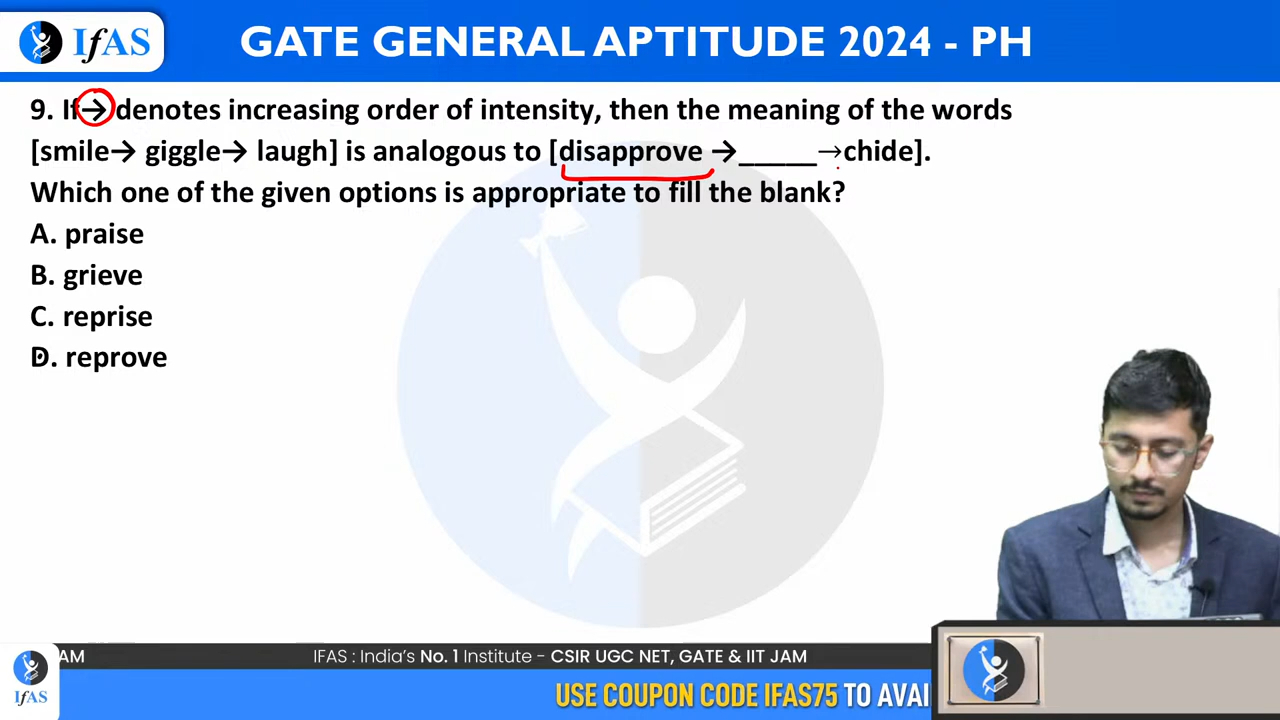 IfAS
GATE GENERAL APTITUDE 2024 - PH
9. If → denotes increasing order of intensity, then the meaning of the words
[smile→ giggle→ laugh] is analogous to [disapprove →_____→chide].
Which one of the given options is appropriate to fill the blank?
A. praise
B. grieve
C. reprise
D. reprove
AM
IFAS : India's No. 1 Institute - CSIR UGC NET, GATE & IIT JAM
IfAS
USE COUPON CODE IFAS75 TO AVAI